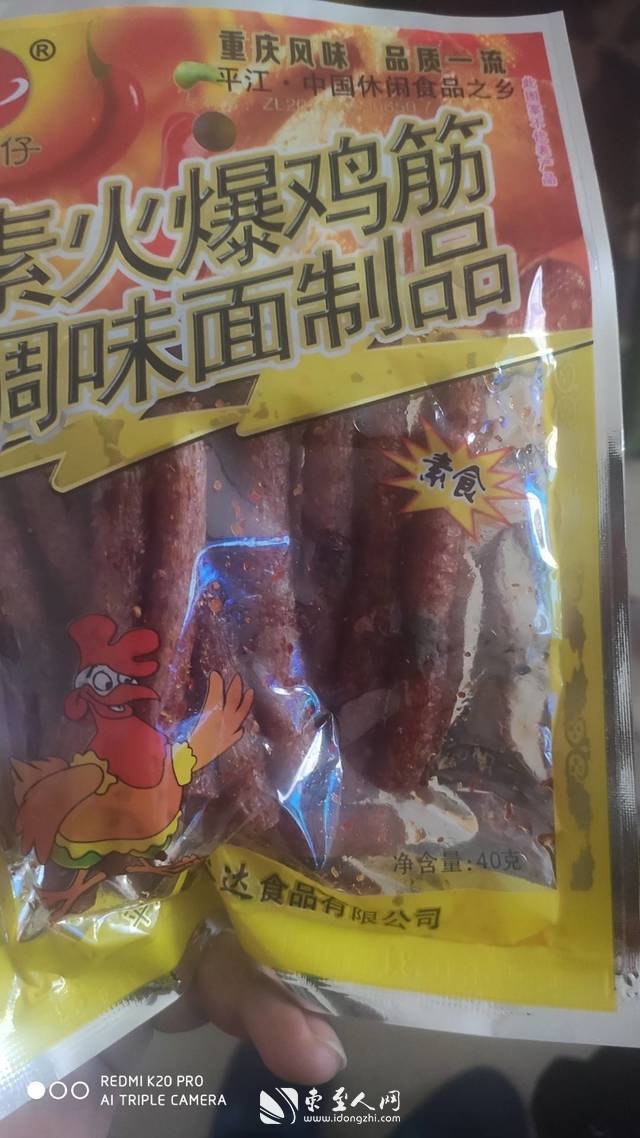 ®
仔
重庆风味 品质一流
平江·中国休闲食品之乡
素火爆鸡筋
调味面制品
素食
净含量:40克
达食品有限公司
REDMI K20 PRO
AI TRIPLE CAMERA
东至人网
www.idongzhi.com